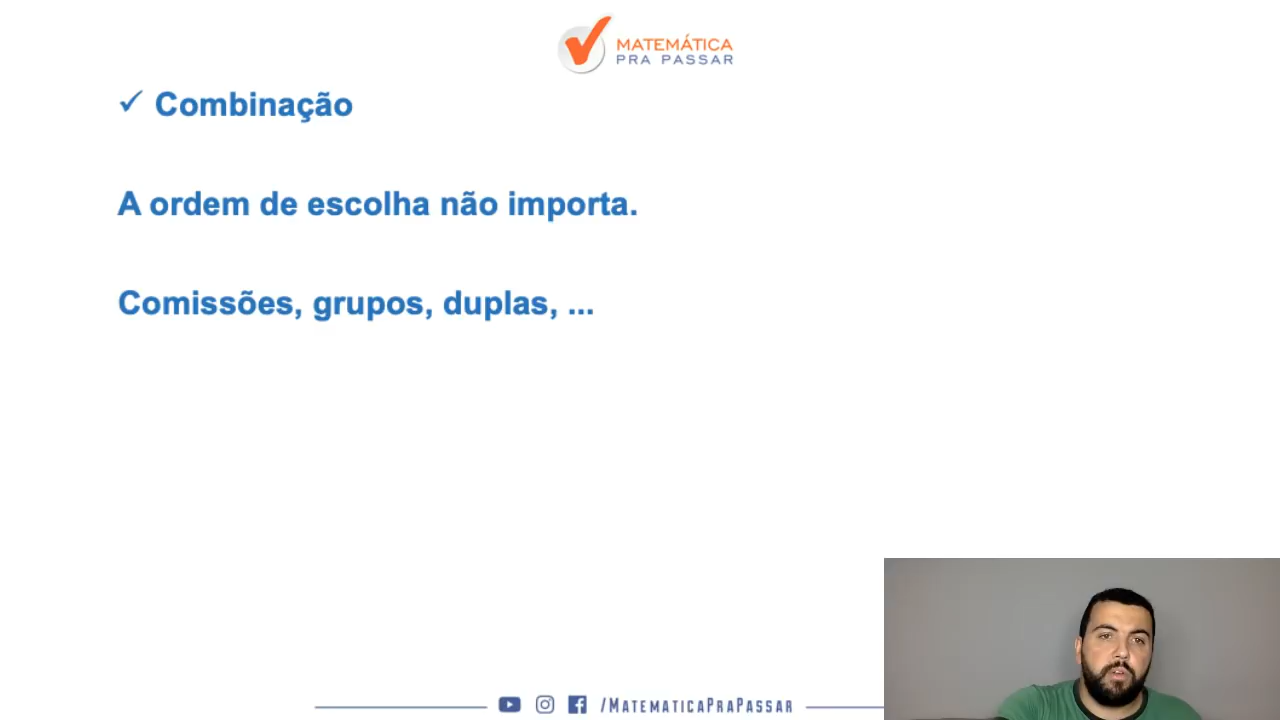 MATEMÁTICA
PRA PASSAR
✓ Combinação
A ordem de escolha não importa.
Comissões, grupos, duplas, ...
/MATEMATICAPRAPASSAR